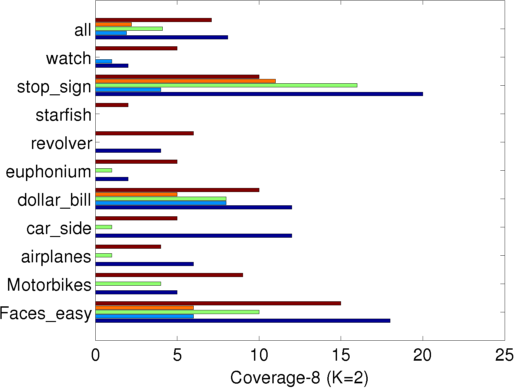 all
watch
stop_sign
starfish
revolver
euphonium
dollar_bill
car_side
airplanes
Motorbikes
Faces_easy
0 5 10 15 20 25
Coverage-8 (K=2)